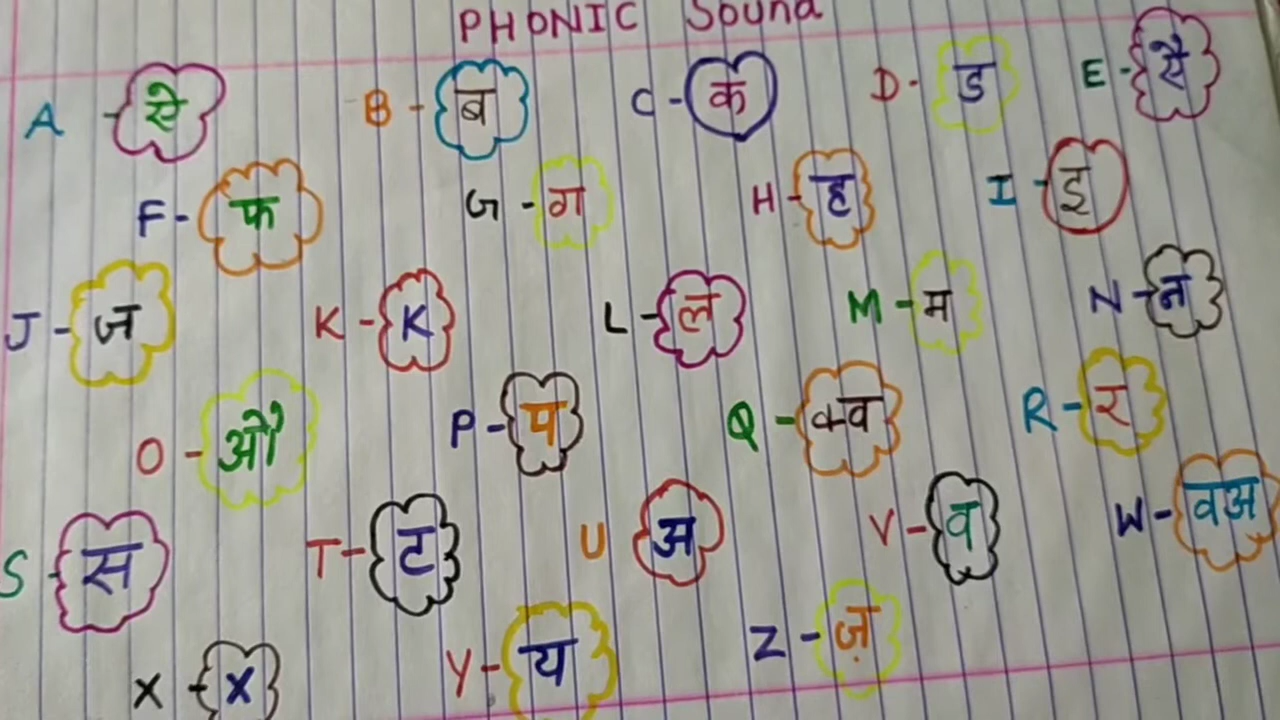 PHONIC Sound
A - ऐ B - ब C - क D - ड E - ऐ
F - फ G - ग H - ह I - इ
J - ज K - K L - ल M - म N - न
O - औ P - प Q - क्व R - र
S - स T - ट U अ V - व W - वअ
X - X Y - य Z - ज़